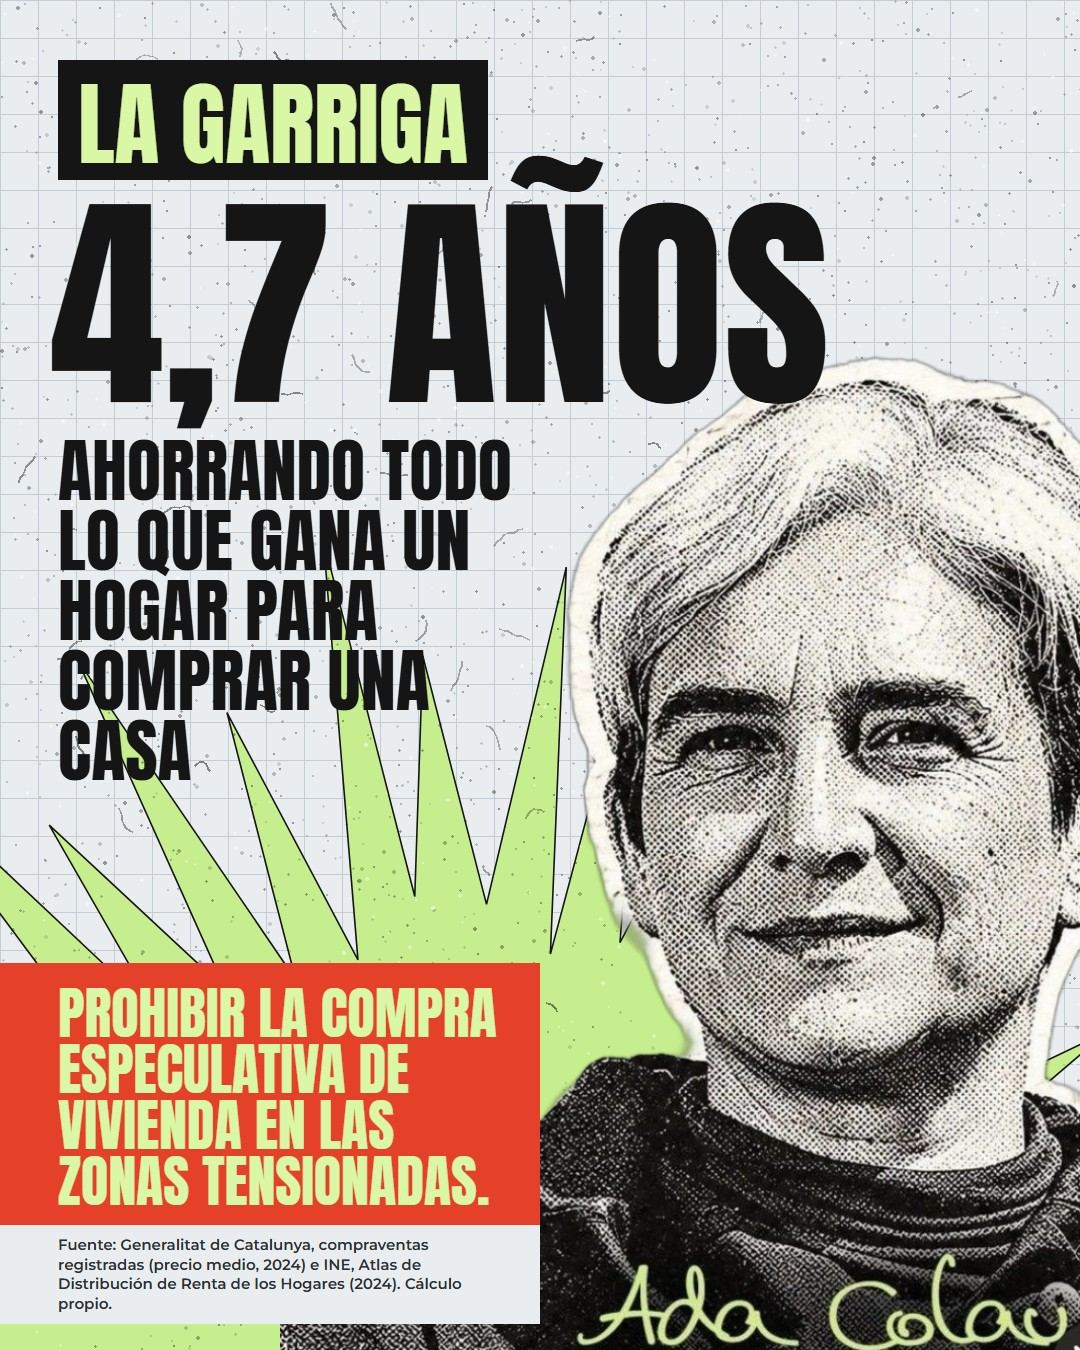 LA GARRIGA
4,7 AÑOS
AHORRANDO TODO
LO QUE GANA UN
HOGAR PARA
COMPRAR UNA
CASA
PROHIBIR LA COMPRA
ESPECULATIVA DE
VIVIENDA EN LAS
ZONAS TENSIONADAS.
Fuente: Generalitat de Catalunya, compraventas
registradas (precio medio, 2024) e INE, Atlas de
Distribución de Renta de los Hogares (2024). Cálculo
propio.
Ada Colau